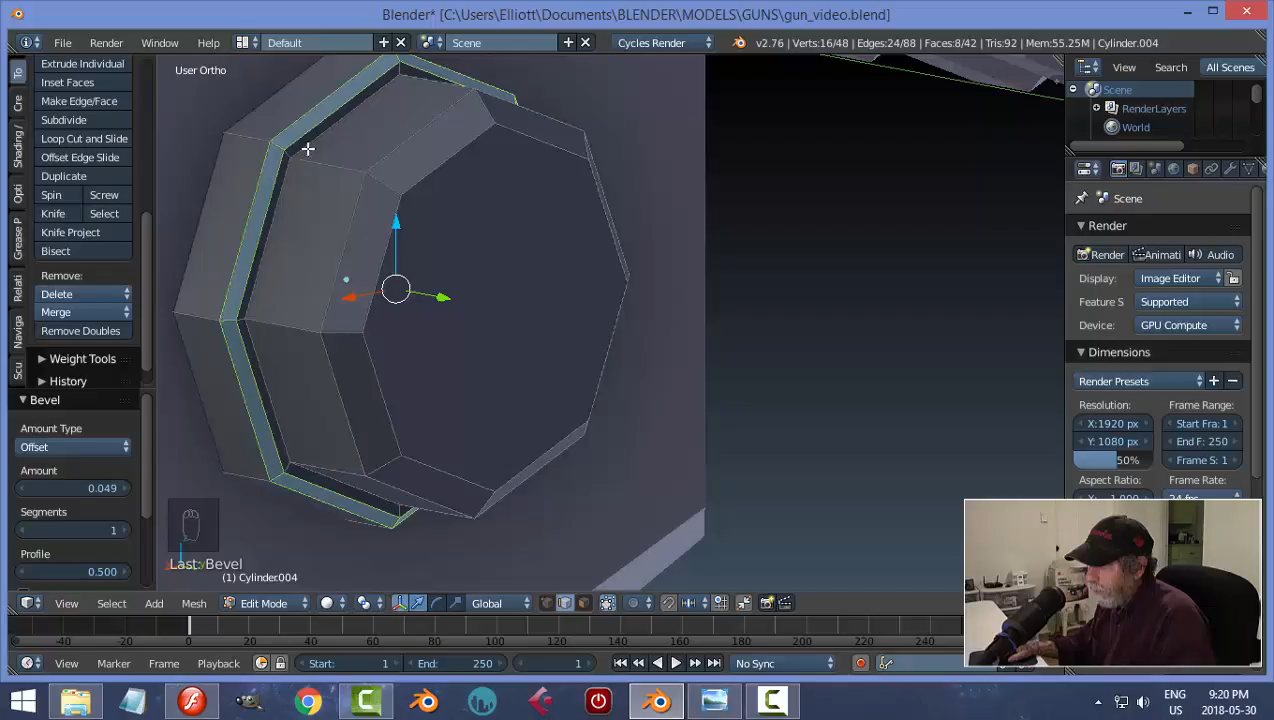 Blender* [C:\Users\Elliott\Documents\BLENDER\MODELS\GUNS\gun_video.blend]
File Render Window Help Default Scene Cycles Render v2.76 | Verts:16/48 | Edges:24/88 | Faces:8/42 | Tris:92 | Mem:55.25M | Cylinder.004
View Search All Scenes
Extrude Individual
Inset Faces
Make Edge/Face
Subdivide
Loop Cut and Slide
Offset Edge Slide
Duplicate
Spin Screw
Knife Select
Knife Project
Bisect
Remove:
Delete
Merge
Remove Doubles
Weight Tools
History
To
Cre
Shading/
Opti
Grease P
Relati
Naviga
Scu
Bevel
Amount Type
Offset
Amount
0.049
Segments
1
Profile
0.500
User Ortho
Last: Bevel
(1) Cylinder.004
Scene
RenderLayers
World
Scene
Render
Render Animati Audio
Display: Image Editor
Feature S Supported
Device: GPU Compute
Dimensions
Render Presets
Resolution: Frame Range:
X:1920 px Start Fra: 1
Y: 1080 px End F: 250
50% Frame S: 1
Aspect Ratio:
View Select Add Mesh Edit Mode Global
-40 -20 0 20 40 60 80 100 120 140 160 180 200 220 240
View Marker Frame Playback Start: 1 End: 250 1 No Sync
ENG
US
9:20 PM
2018-05-30